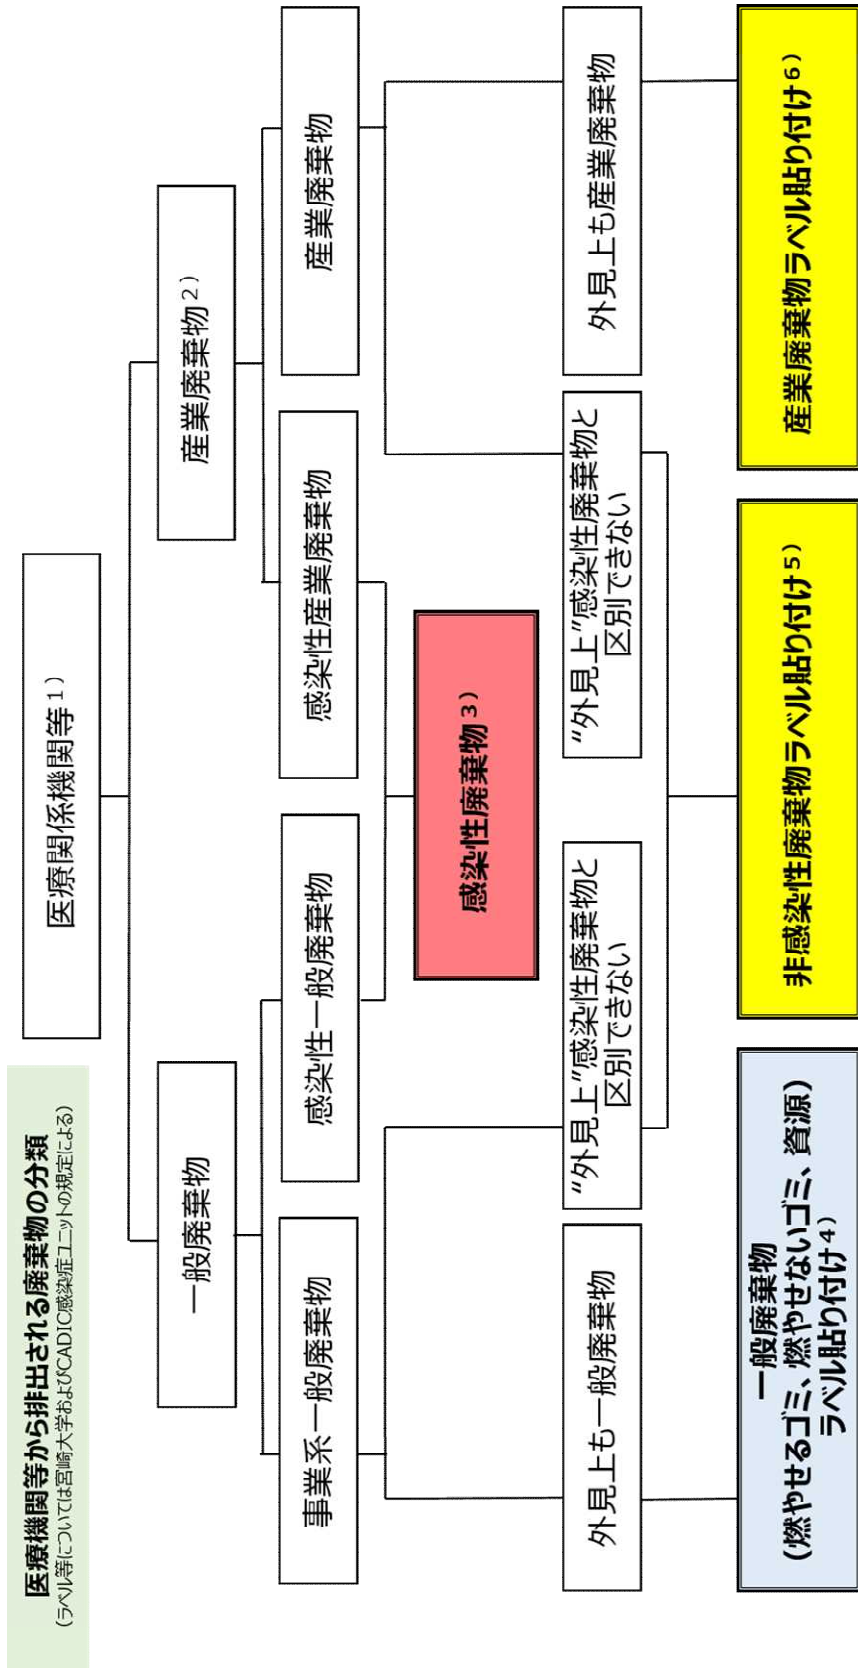 医療機関等から排出される廃棄物の分類
(ラベル等については宮崎大学およびCADIC感染症ユニットの規定による)
医療関係機関等1)
一般廃棄物
産業廃棄物2)
事業系一般廃棄物
感染性一般廃棄物
感染性産業廃棄物
産業廃棄物
感染性廃棄物3)
外見上も一般廃棄物
“外見上”感染性廃棄物と
区別できない
“外見上”感染性廃棄物と
区別できない
外見上も産業廃棄物
一般廃棄物
(燃やせるゴミ、燃やせないゴミ、資源)
ラベル貼り付け4)
非感染性廃棄物ラベル貼り付け5)
産業廃棄物ラベル貼り付け6)